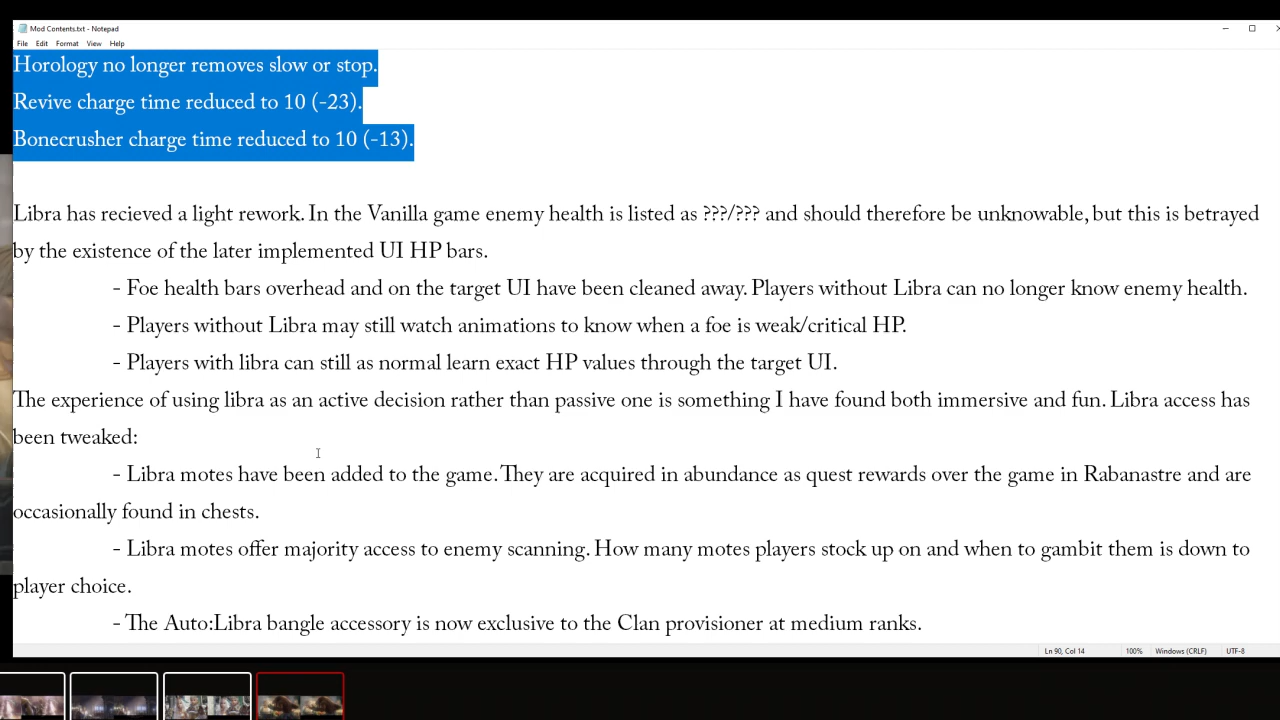 Mod Contents.txt - Notepad
File Edit Format View Help
Horology no longer removes slow or stop.
Revive charge time reduced to 10 (-23).
Bonecrusher charge time reduced to 10 (-13).
Libra has recieved a light rework. In the Vanilla game enemy health is listed as ???/??? and should therefore be unknowable, but this is betrayed
by the existence of the later implemented UI HP bars.
- Foe health bars overhead and on the target UI have been cleaned away. Players without Libra can no longer know enemy health.
- Players without Libra may still watch animations to know when a foe is weak/critical HP.
- Players with libra can still as normal learn exact HP values through the target UI.
The experience of using libra as an active decision rather than passive one is something I have found both immersive and fun. Libra access has
been tweaked:
- Libra motes have been added to the game. They are acquired in abundance as quest rewards over the game in Rabanastre and are
occasionally found in chests.
- Libra motes offer majority access to enemy scanning. How many motes players stock up on and when to gambit them is down to
player choice.
- The Auto:Libra bangle accessory is now exclusive to the Clan provisioner at medium ranks.
Ln 90, Col 14 100% Windows (CRLF) UTF-8